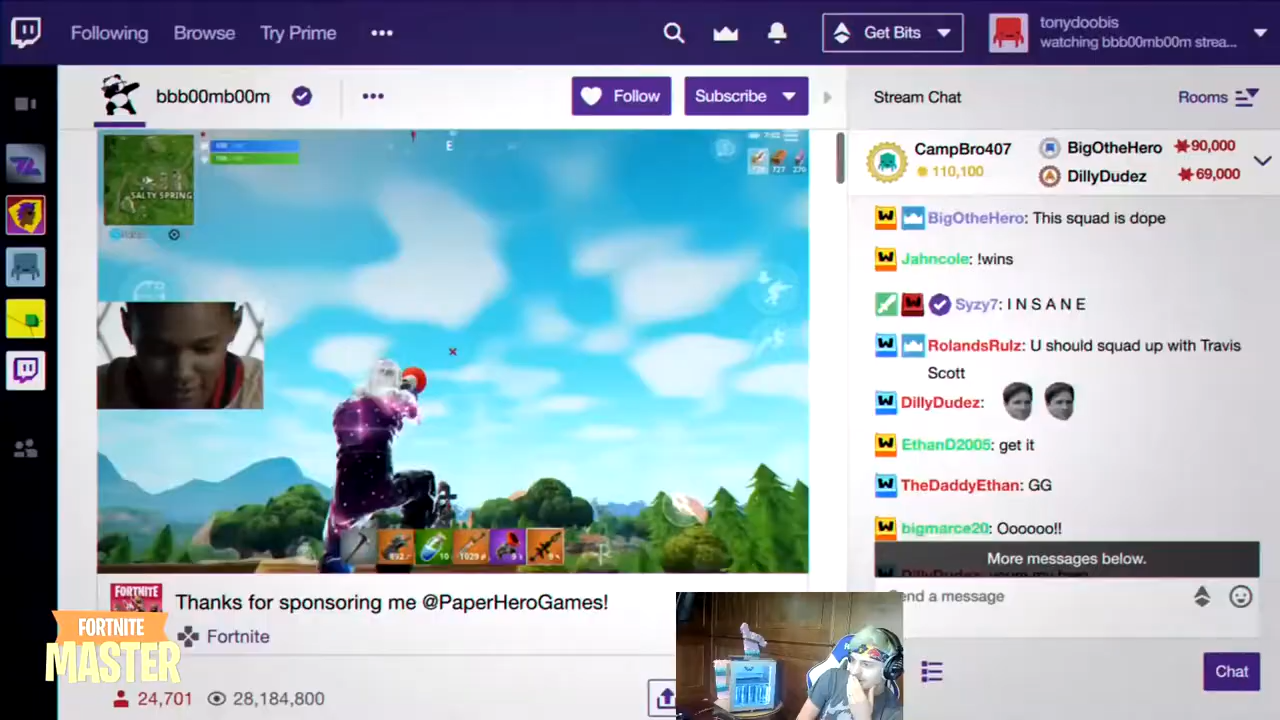 Following Browse Try Prime
Get Bits
tonydoobis
watching bbb00mb00m strea...
bbb00mb00m
Follow
Subscribe
Stream Chat
Rooms
CampBro407
110,100
BigOtheHero 90,000
DillyDudez 69,000
E
SALTY SPRING
BigOtheHero: This squad is dope
Jahncole: !wins
Syzy7: I N S A N E
RolandsRulz: U should squad up with Travis
Scott
DillyDudez:
EthanD2005: get it
TheDaddyEthan: GG
bigmarce20: Oooooo!!
More messages below.
end a message
Chat
FORTNITE
Thanks for sponsoring me @PaperHeroGames!
Fortnite
24,701 28,184,800
FORTNITE
MASTER